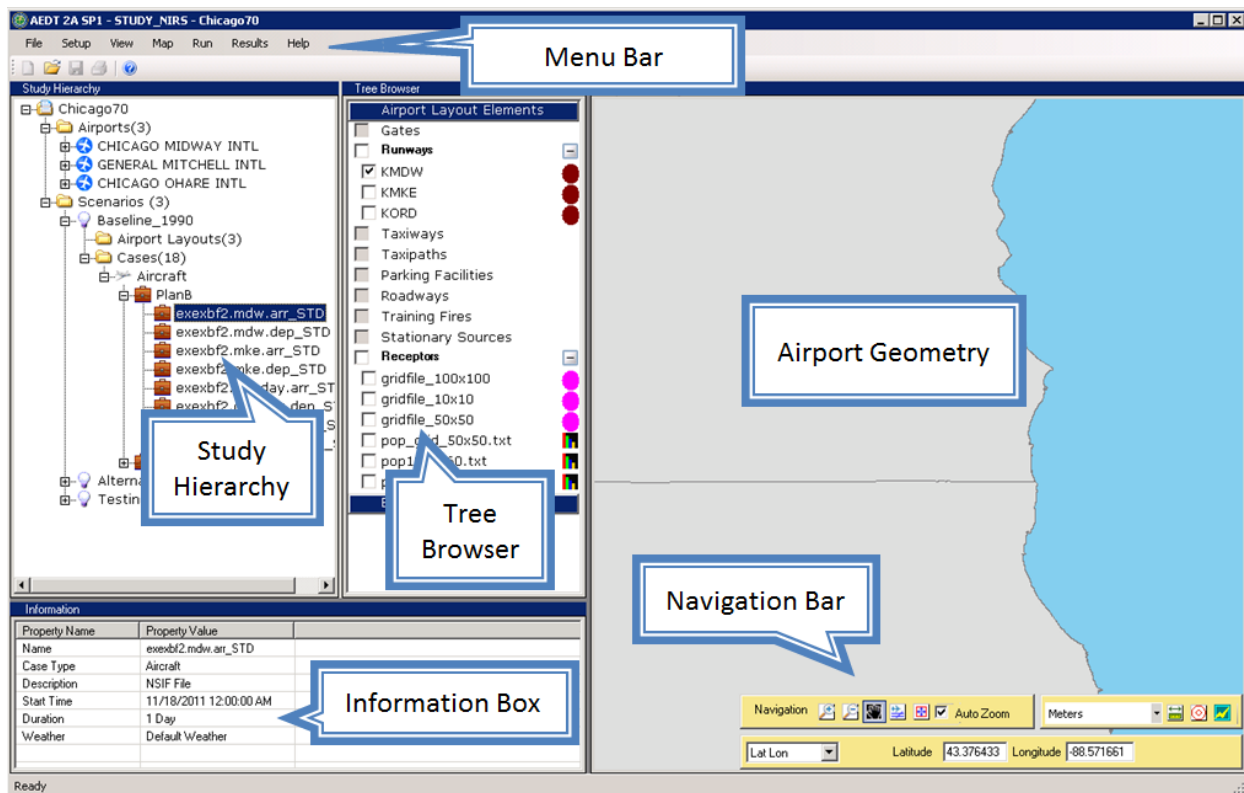 AEDT 2A SP1 - STUDY_NIRS - Chicago70
File Setup View Map Run Results Help
Menu Bar
Study Hierarchy
Chicago70
Airports(3)
CHICAGO MIDWAY INTL
GENERAL MITCHELL INTL
CHICAGO OHARE INTL
Scenarios (3)
Baseline_1990
Airport Layouts(3)
Cases(18)
Aircraft
PlanB
exexbf2.mdw.arr_STD
exexbf2.mdw.dep_STD
exexbf2.mke.arr_STD
Study
Hierarchy
Tree Browser
Airport Layout Elements
Gates
Runways
KMDW
KMKE
KORD
Taxiways
Taxipaths
Parking Facilities
Roadways
Training Fires
Stationary Sources
Receptors
gridfile_100x100
gridfile_10x10
gridfile_50x50
Tree
Browser
Airport Geometry
Navigation Bar
Information
Property Name Property Value
Name exexbf2.mdw.arr_STD
Case Type Aircraft
Description NSIF File
Start Time 11/18/2011 12:00:00 AM
Duration 1 Day
Weather Default Weather
Information Box
Navigation Auto Zoom Meters
Lat Lon Latitude 43.376433 Longitude -88.571661
Ready